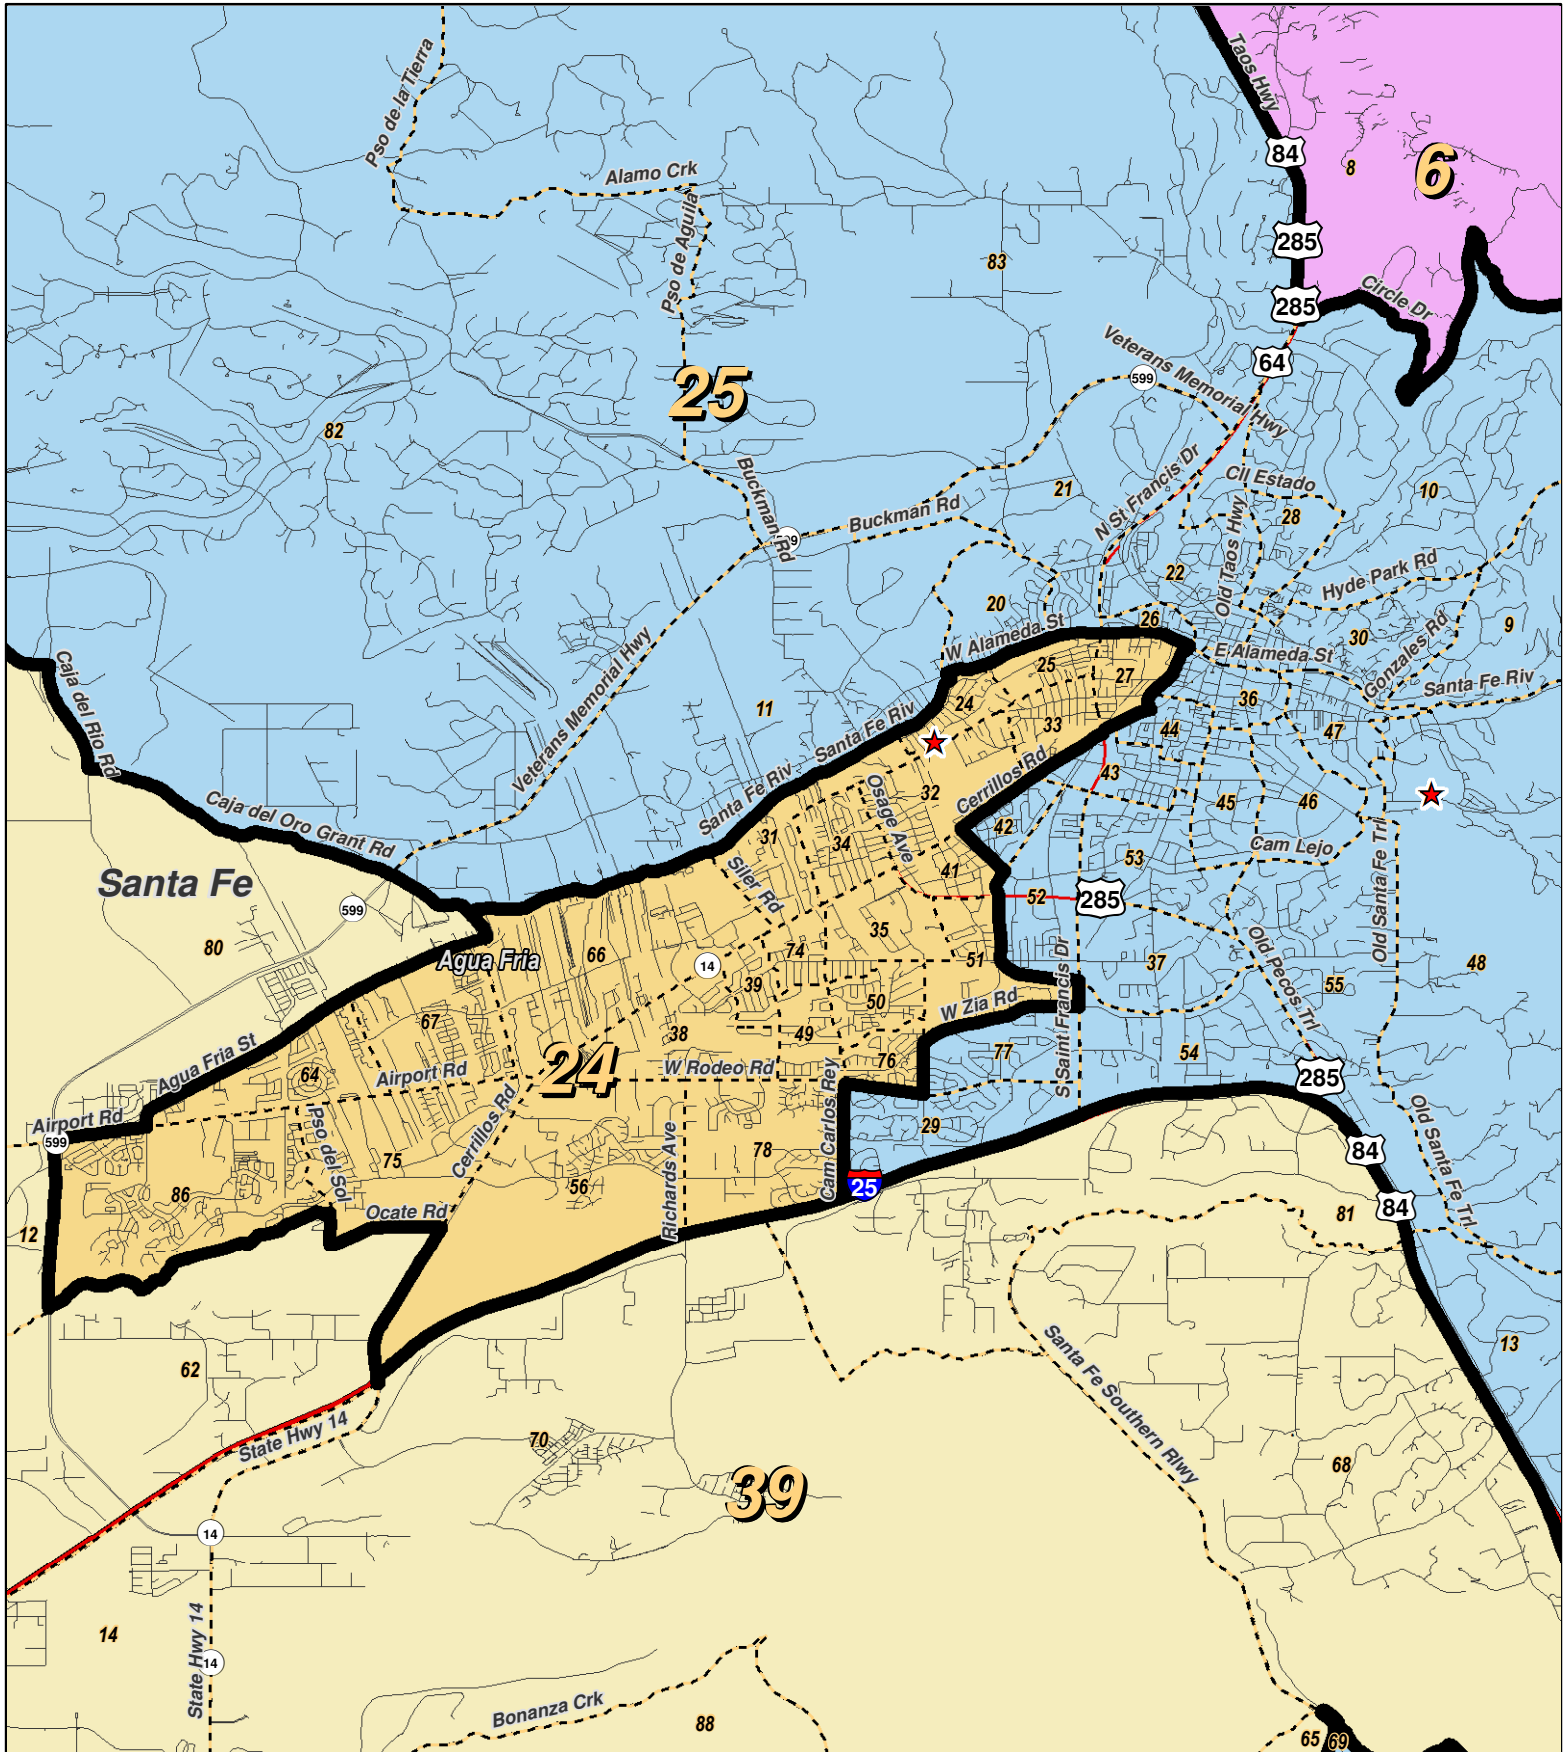 Taos Hwy
Pso de la Tierra
84
8
6
Alamo Crk
Pso de Aguila
285
83
285
Circle Dr
Veterans Memorial Hwy
64
599
25
82
Buckman Rd
N St Francis Dr
Cll Estado
21
10
Buckman Rd
28
Old Taos Hwy
22
Hyde Park Rd
20
26
W Alameda St
30
9
Gonzales Rd
E Alameda St
25
27
Santa Fe Riv
Caja del Rio Rd
Veterans Memorial Hwy
11
24
36
Santa Fe Riv
33
44
47
Santa Fe Riv
43
Cerrillos Rd
32
Osage Ave
45
46
Caja del Oro Grant Rd
31
34
42
Cam Lejo
53
Old Santa Fe Trl
Santa Fe
Siler Rd
41
52
285
599
35
80
Agua Fria
66
74
51
14
37
Old Pecos Trl
48
39
55
S Saint Francis Dr
50
W Zia Rd
67
38
49
Agua Fria St
76
77
54
64
Airport Rd
24
W Rodeo Rd
285
Airport Rd
599
Pso del Sol
Cerrillos Rd
Richards Ave
Cam Carlos Rey
29
Old Santa Fe Trl
84
75
78
86
56
25
84
Ocate Rd
81
12
13
62
Santa Fe Southern Rlwy
State Hwy 14
70
68
39
14
14
State Hwy 14
14
Bonanza Crk
88
65
69